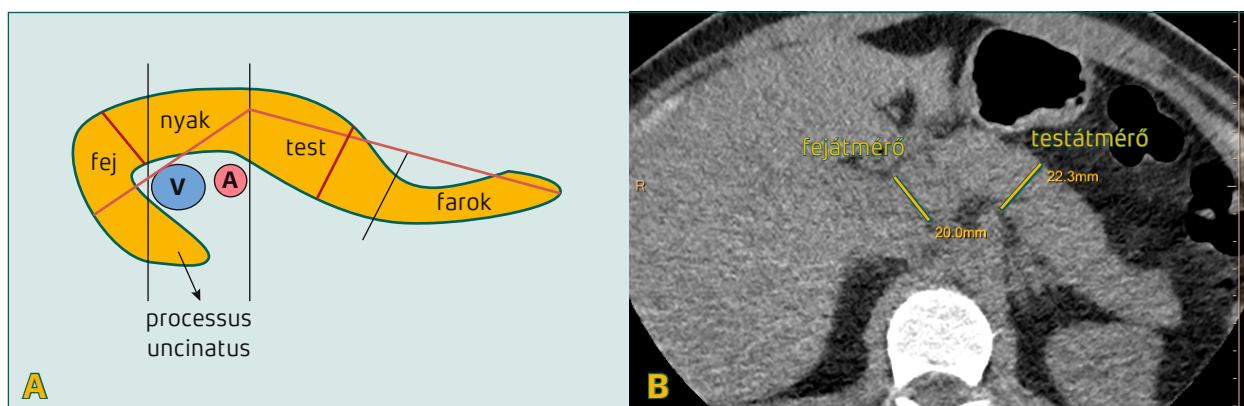 nyak
fej
test
V
A
farok
processus
uncinatus
A
fejátmérő
testátmérő
22.3mm
R
20.0mm
B